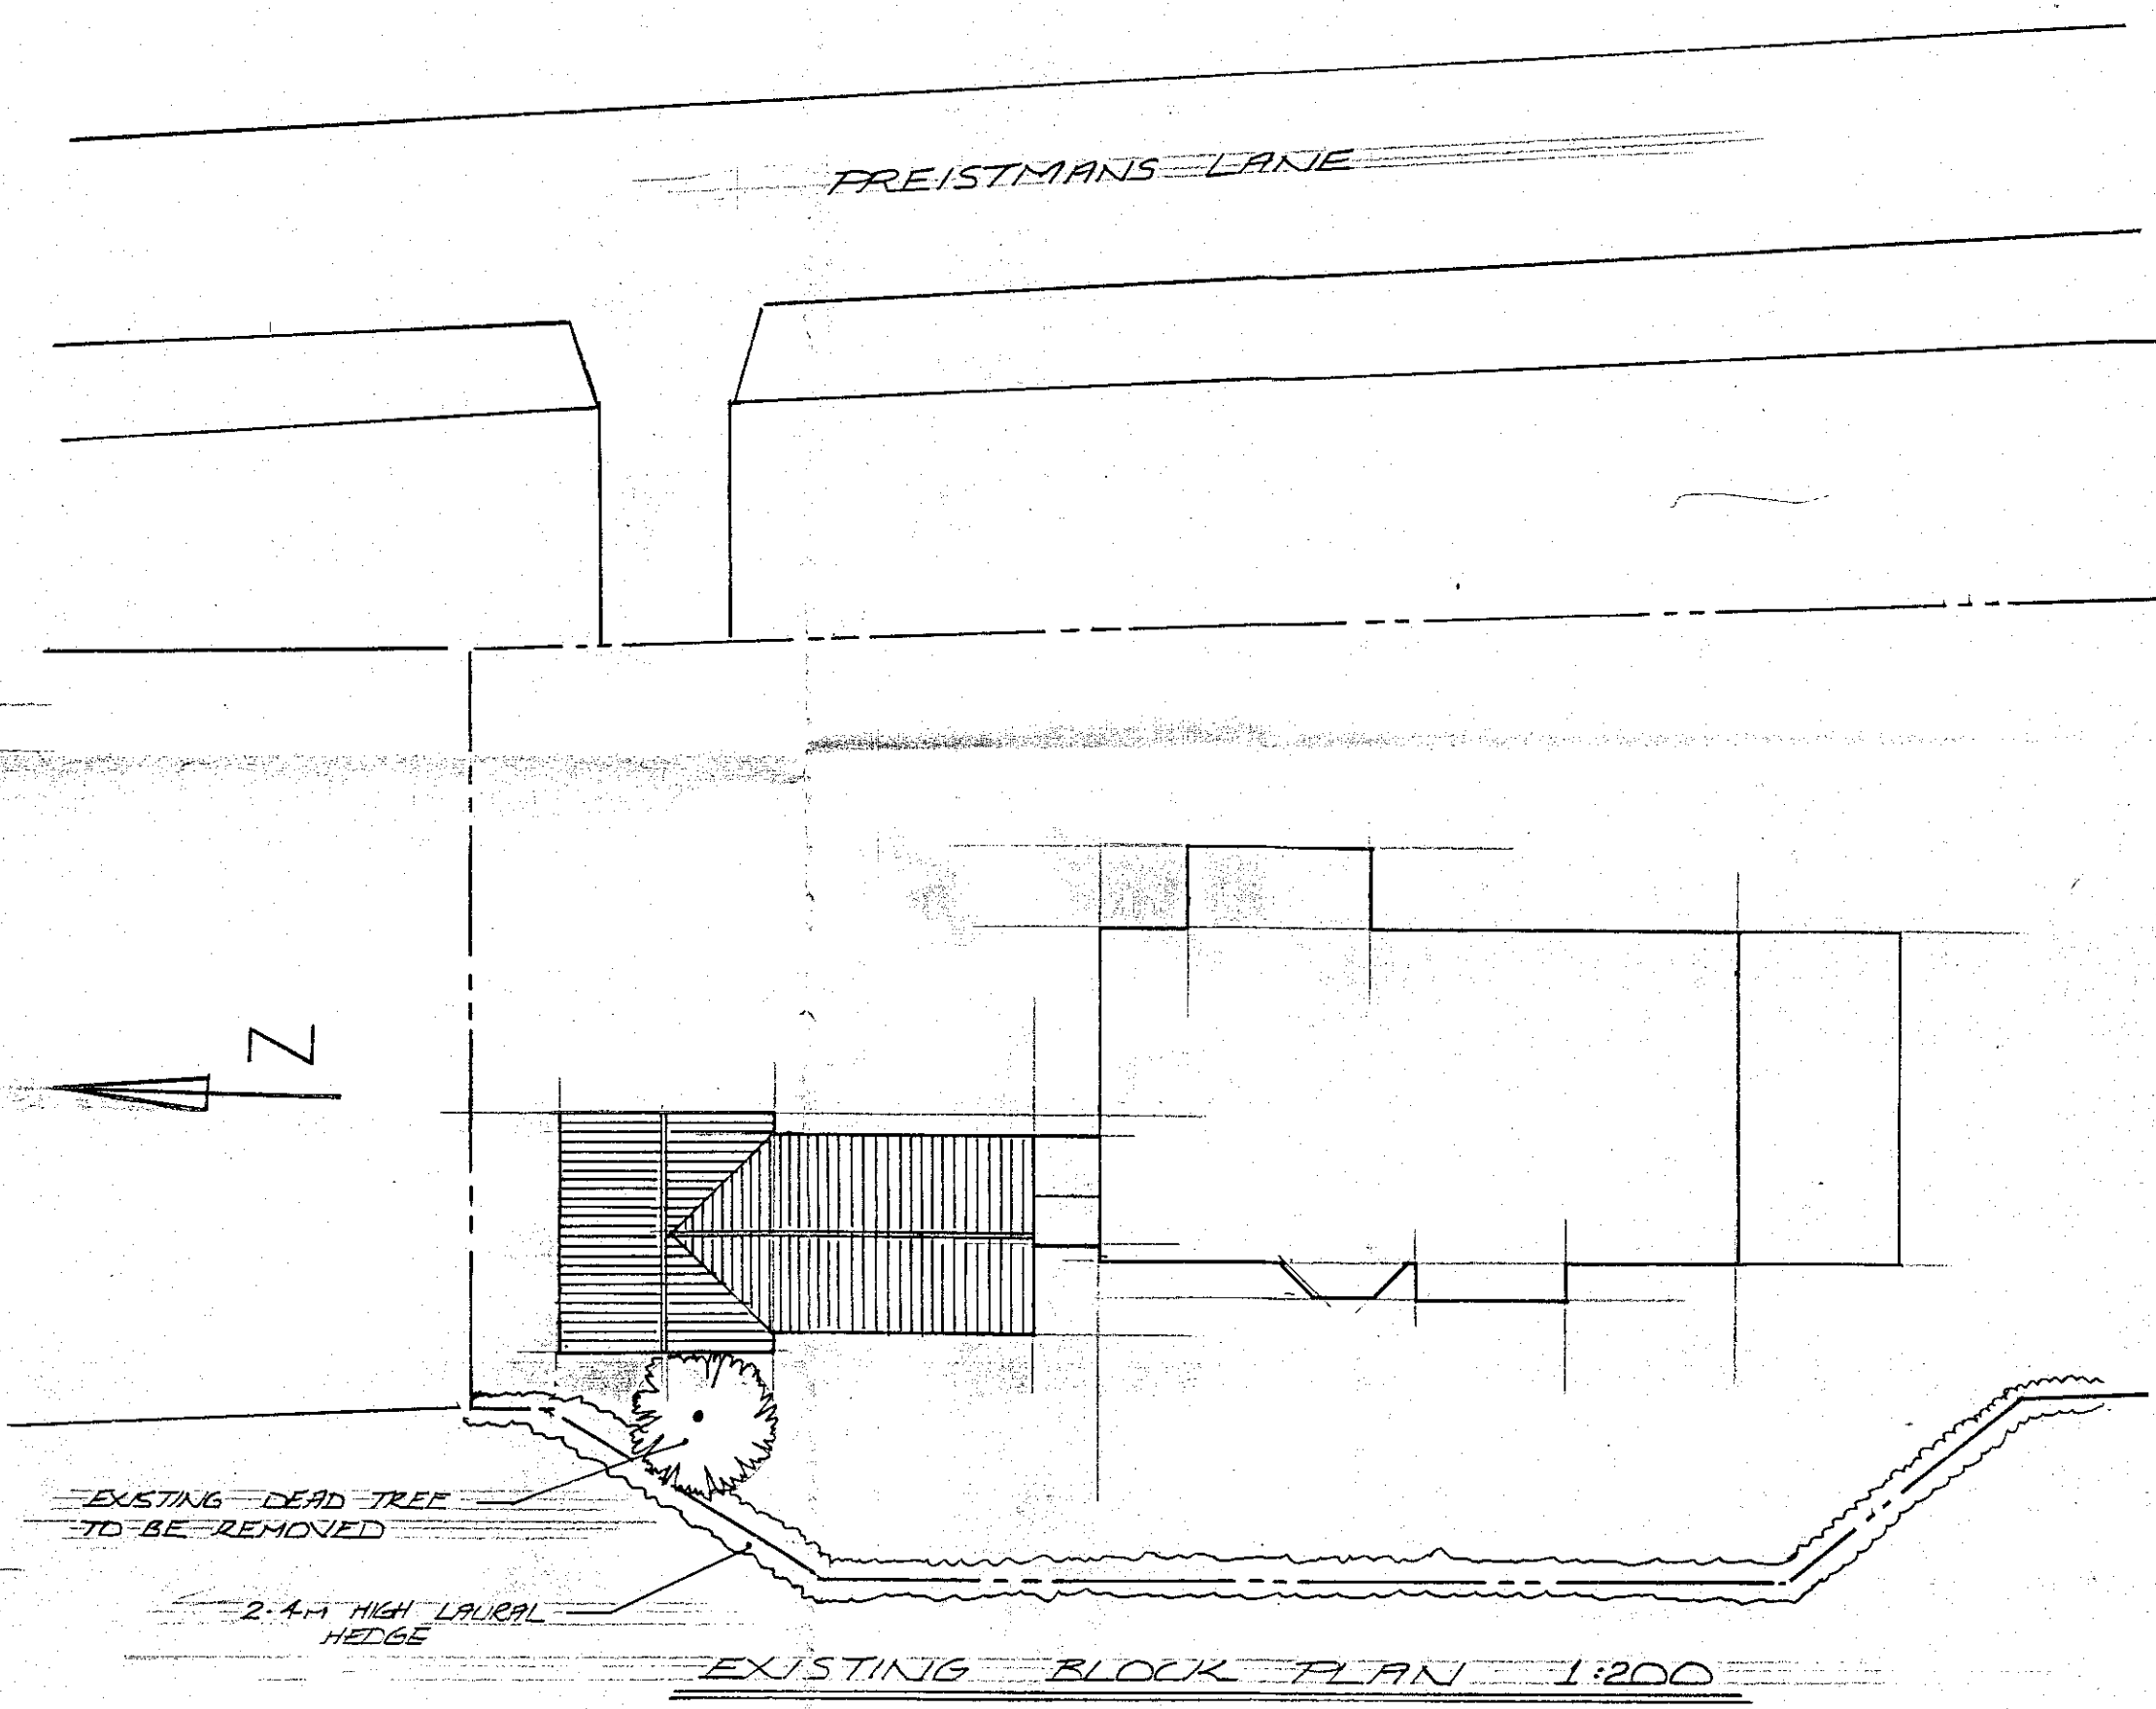 PREISTMANS LANE
N
EXISTING DEAD TREE
TO BE REMOVED
2.4m HIGH LAURAL
HEDGE
EXISTING BLOCK PLAN 1:200